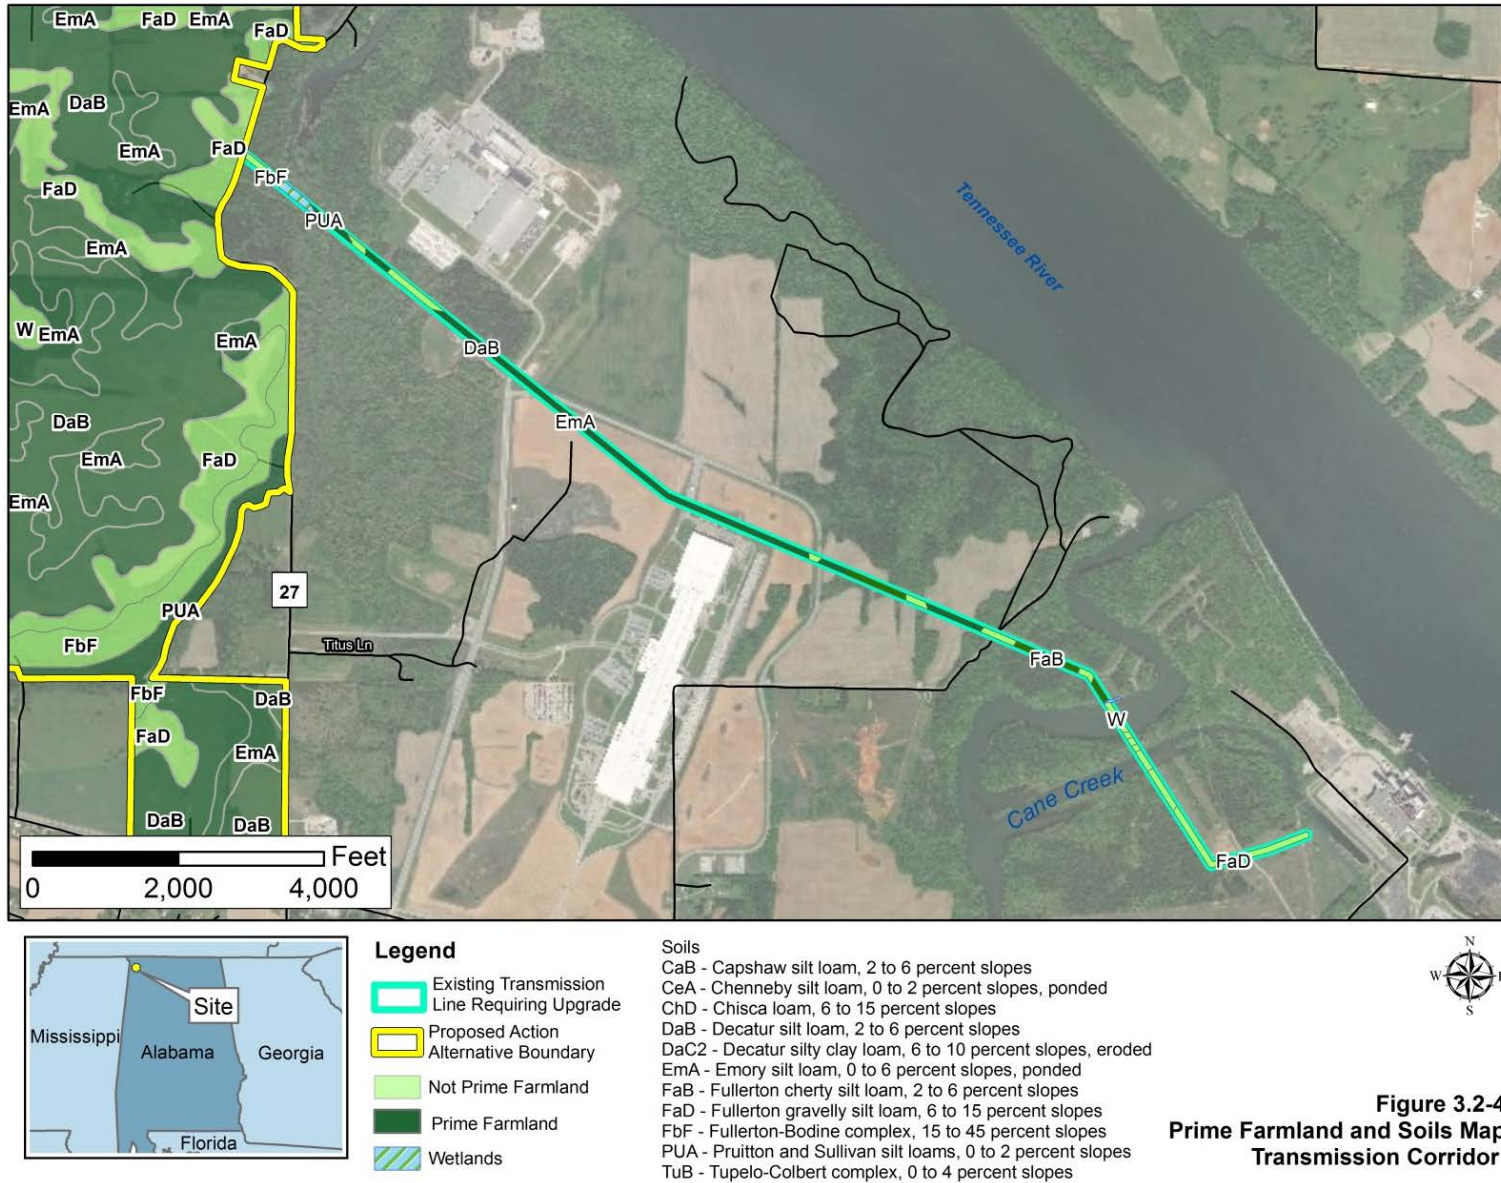 EmA
FaD
EmA
FaD
EmA
DaB
EmA
FaD
FbF
FaD
PUA
EmA
W
EmA
EmA
DaB
DaB
EmA
EmA
FaD
EmA
PUA
27
FbF
Titus Ln
FbF
DaB
FaD
EmA
DaB
DaB
FaB
W
FaD
Tennessee River
Cane Creek
Feet
0
2,000
4,000
Site
Mississippi
Alabama
Georgia
Florida
Legend
Existing Transmission
Line Requiring Upgrade
Proposed Action
Alternative Boundary
Not Prime Farmland
Prime Farmland
Wetlands
Soils
CaB - Capshaw silt loam, 2 to 6 percent slopes
CeA - Chenneby silt loam, 0 to 2 percent slopes, ponded
ChD - Chisca loam, 6 to 15 percent slopes
DaB - Decatur silt loam, 2 to 6 percent slopes
DaC2 - Decatur silty clay loam, 6 to 10 percent slopes, eroded
EmA - Emory silt loam, 0 to 6 percent slopes, ponded
FaB - Fullerton cherty silt loam, 2 to 6 percent slopes
FaD - Fullerton gravelly silt loam, 6 to 15 percent slopes
FbF - Fullerton-Bodine complex, 15 to 45 percent slopes
PUA - Pruitton and Sullivan silt loams, 0 to 2 percent slopes
TuB - Tupelo-Colbert complex, 0 to 4 percent slopes
N
W
S
Figure 3.2-4
Prime Farmland and Soils Map
Transmission Corridor